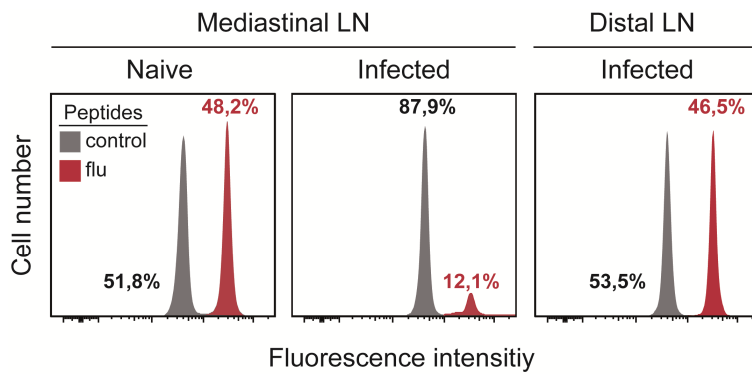 Mediastinal LN
Distal LN
Naive
Infected
Infected
Peptides
control
flu
48,2%
51,8%
87,9%
12,1%
46,5%
53,5%
Cell number
Fluorescence intensitiy